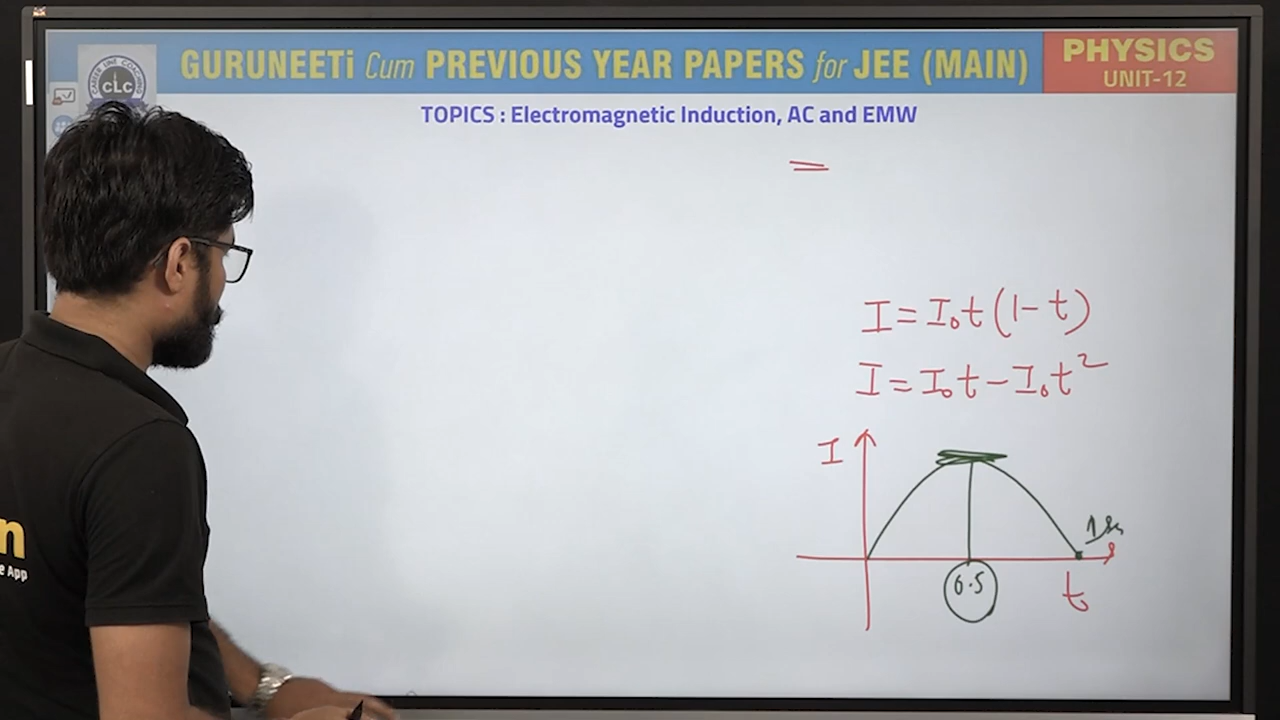 GURUNEETi Cum PREVIOUS YEAR PAPERS for JEE (MAIN)
PHYSICS
UNIT-12
CLC
TOPICS : Electromagnetic Induction, AC and EMW
I = I₀t(1-t)
I = I₀t - I₀t²
I
0.5
t
n
e App